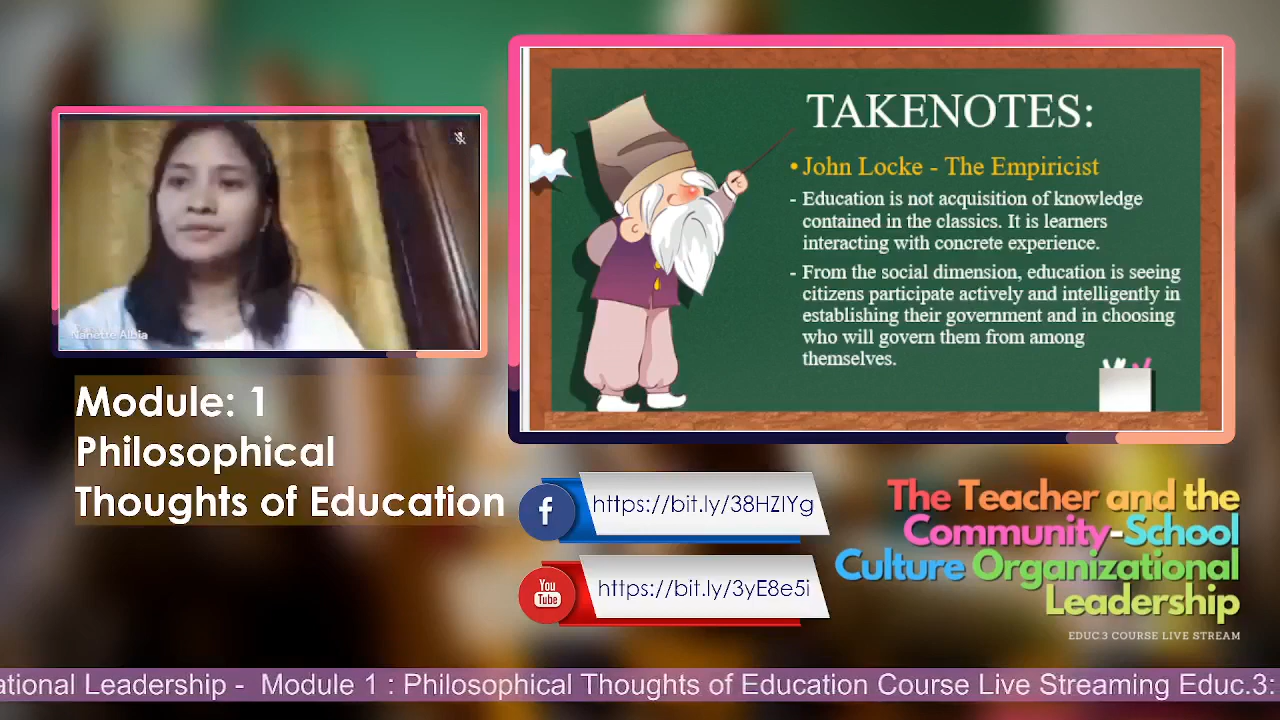 Nanette Albia
Module: 1
Philosophical
Thoughts of Education
TAKENOTES:
•John Locke - The Empiricist
- Education is not acquisition of knowledge
contained in the classics. It is learners
interacting with concrete experience.
- From the social dimension, education is seeing
citizens participate actively and intelligently in
establishing their government and in choosing
who will govern them from among
themselves.
f
https://bit.ly/38HZIYg
You
Tube
https://bit.ly/3yE8e5i
The Teacher and the
Community-School
Culture Organizational
Leadership
EDUC.3 COURSE LIVE STREAM
ational Leadership - Module 1 : Philosophical Thoughts of Education Course Live Streaming Educ.3: